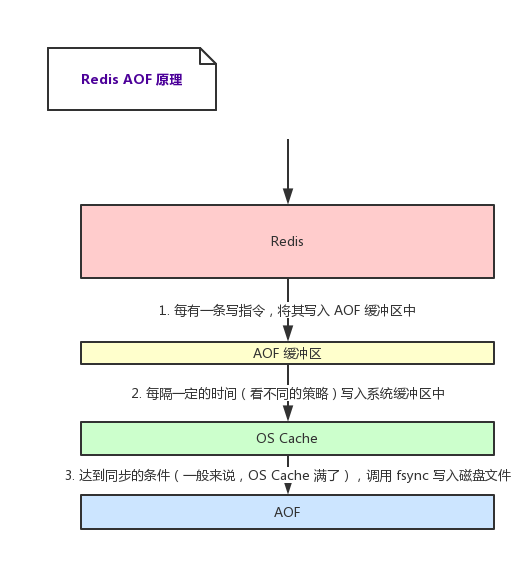 Redis AOF 原理
Redis
1. 每有一条写指令，将其写入 AOF 缓冲区中
AOF 缓冲区
2. 每隔一定的时间（看不同的策略）写入系统缓冲区中
OS Cache
3. 达到同步的条件（一般来说，OS Cache 满了），调用 fsync 写入磁盘文件
AOF